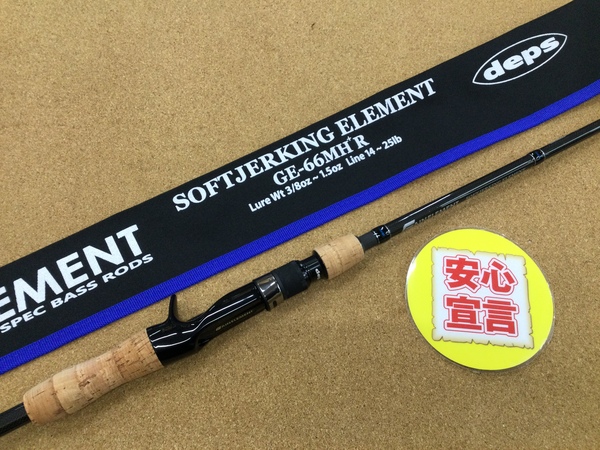 deps
SOFTJERKING ELEMENT
GE-66MH+R
Lure Wt 3/8oz~1.5oz Line 14~25lb
EMENT
SPEC BASS RODS
安心
宣言